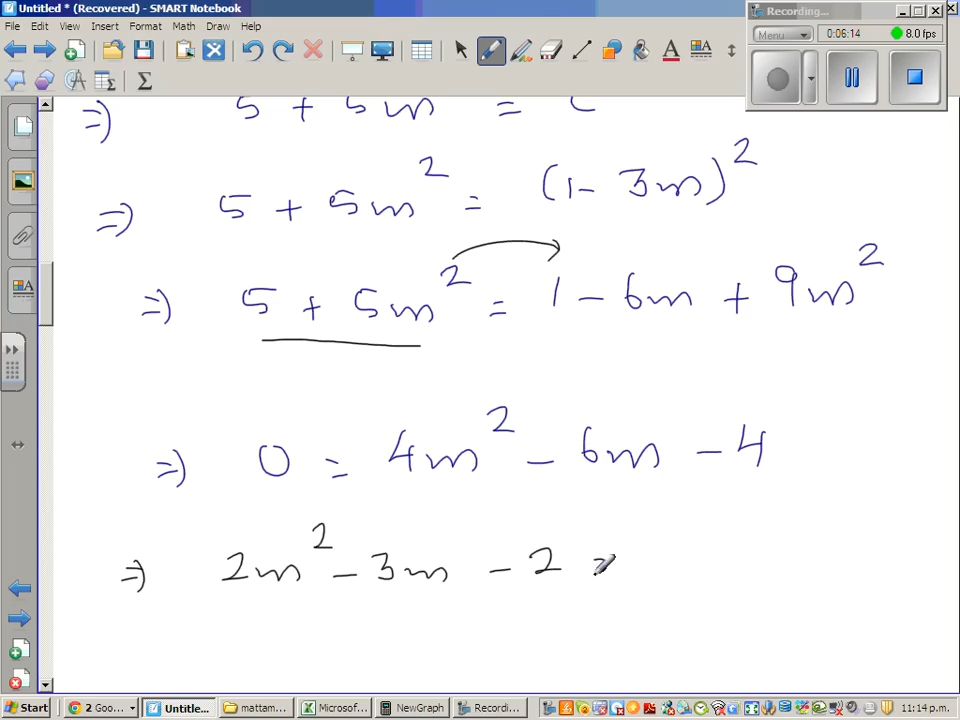 Untitled * (Recovered) - SMART Notebook
File Edit View Insert Format Math Draw Help
Recording...
Menu
0:06:14
8.0 fps
A
Σ
⇒ 5 + 5m = C
⇒ 5 + 5m² = (1 - 3m)²
⇒ 5 + 5m² = 1 - 6m + 9m²
⇒ 0 = 4m² - 6m - 4
⇒ 2m² - 3m - 2 =
Start
2 Goo...
Untitle...
mattam...
Microsof...
NewGraph
Recordi...
11:14 p.m.